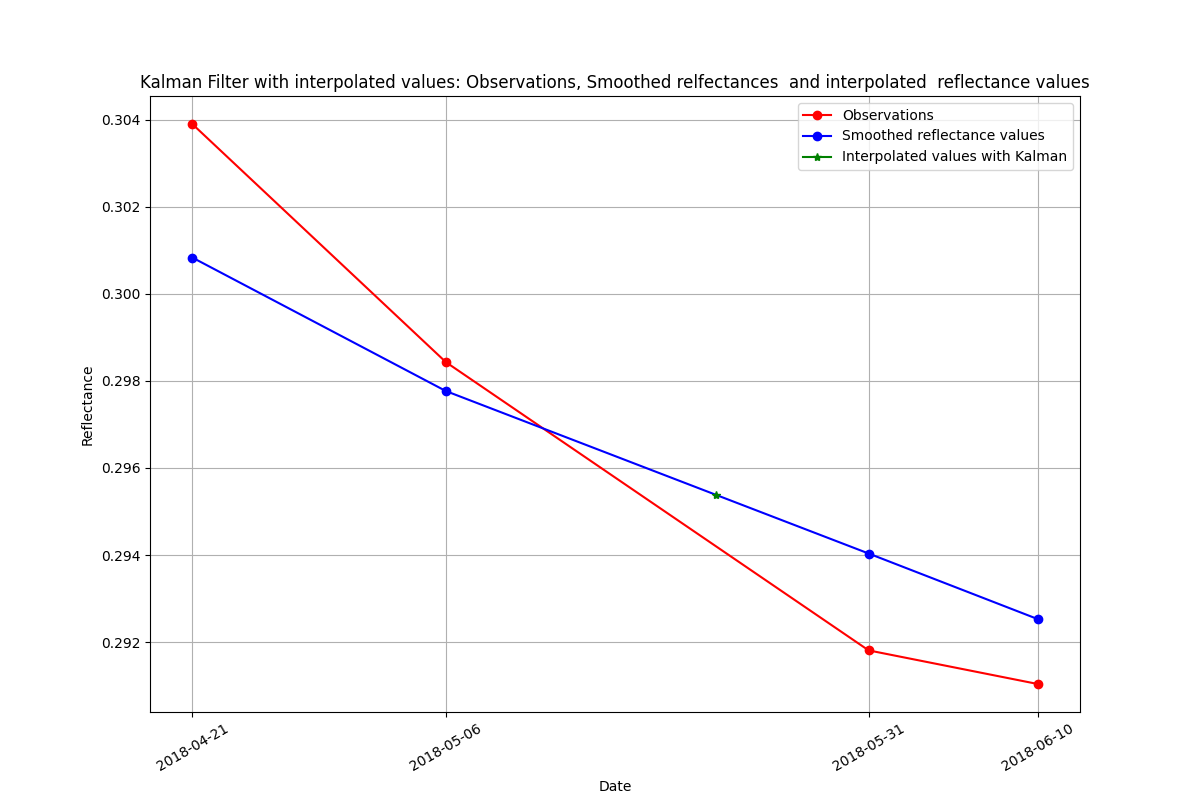 Kalman Filter with interpolated values: Observations, Smoothed relfectances  and interpolated  reflectance values
Observations
Smoothed reflectance values
Interpolated values with Kalman
0.304
0.302
0.300
0.298
0.296
0.294
0.292
Reflectance
2018-04-21
2018-05-06
2018-05-31
2018-06-10
Date